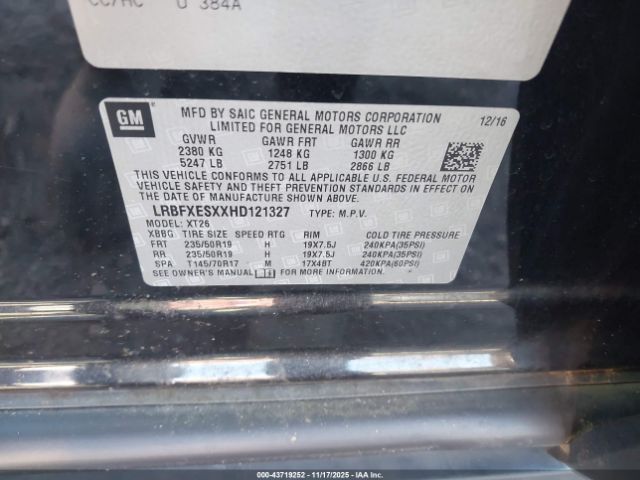 CC/HC U 384A
GM
MFD BY SAIC GENERAL MOTORS CORPORATION 12/16
LIMITED FOR GENERAL MOTORS LLC
GVWR GAWR FRT GAWR RR
2380 KG 1248 KG 1300 KG
5247 LB 2751 LB 2866 LB
THIS VEHICLE CONFORMS TO ALL APPLICABLE U.S. FEDERAL MOTOR
VEHICLE SAFETY, BUMPER, AND THEFT PREVENTION STANDARDS
IN EFFECT ON THE DATE OF MANUFACTURE SHOWN ABOVE.
LRBFXESXXHD121327 TYPE: M.P.V.
MODEL: XT26
XBBG TIRE SIZE SPEED RTG RIM COLD TIRE PRESSURE
FRT 235/50R19 H 19X7.5J 240KPA(35PSI)
RR 235/50R19 H 19X7.5J 240KPA(35PSI)
SPA T145/70R17 M 17X4BT 420KPA(60PSI)
SEE OWNER'S MANUAL FOR MORE INFORMATION.
000-43719252 | 11/17/2025 - IAAI.COM